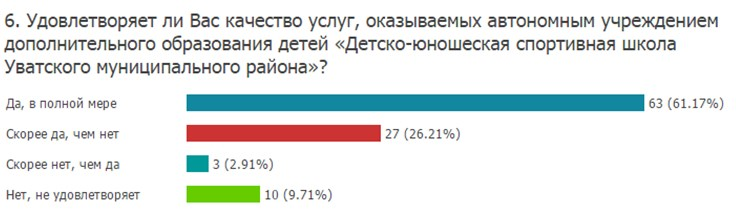 6. Удовлетворяет ли Вас качество услуг, оказываемых автономным учреждением
дополнительного образования детей «Детско-юношеская спортивная школа
Уватского муниципального района»?
Да, в полной мере 63 (61.17%)
Скорее да, чем нет 27 (26.21%)
Скорее нет, чем да 3 (2.91%)
Нет, не удовлетворяет 10 (9.71%)